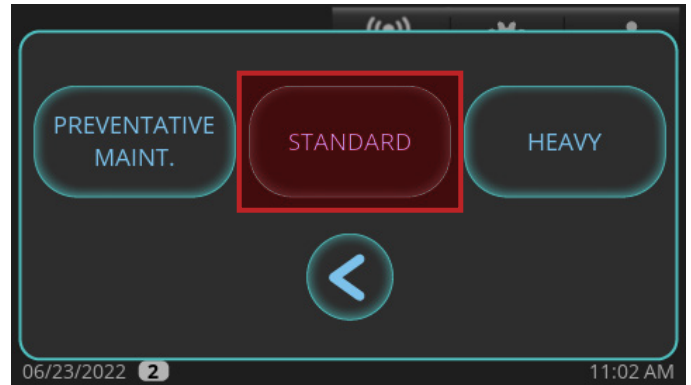 PREVENTATIVE
MAINT.
STANDARD
HEAVY
06/23/2022 2
11:02 AM